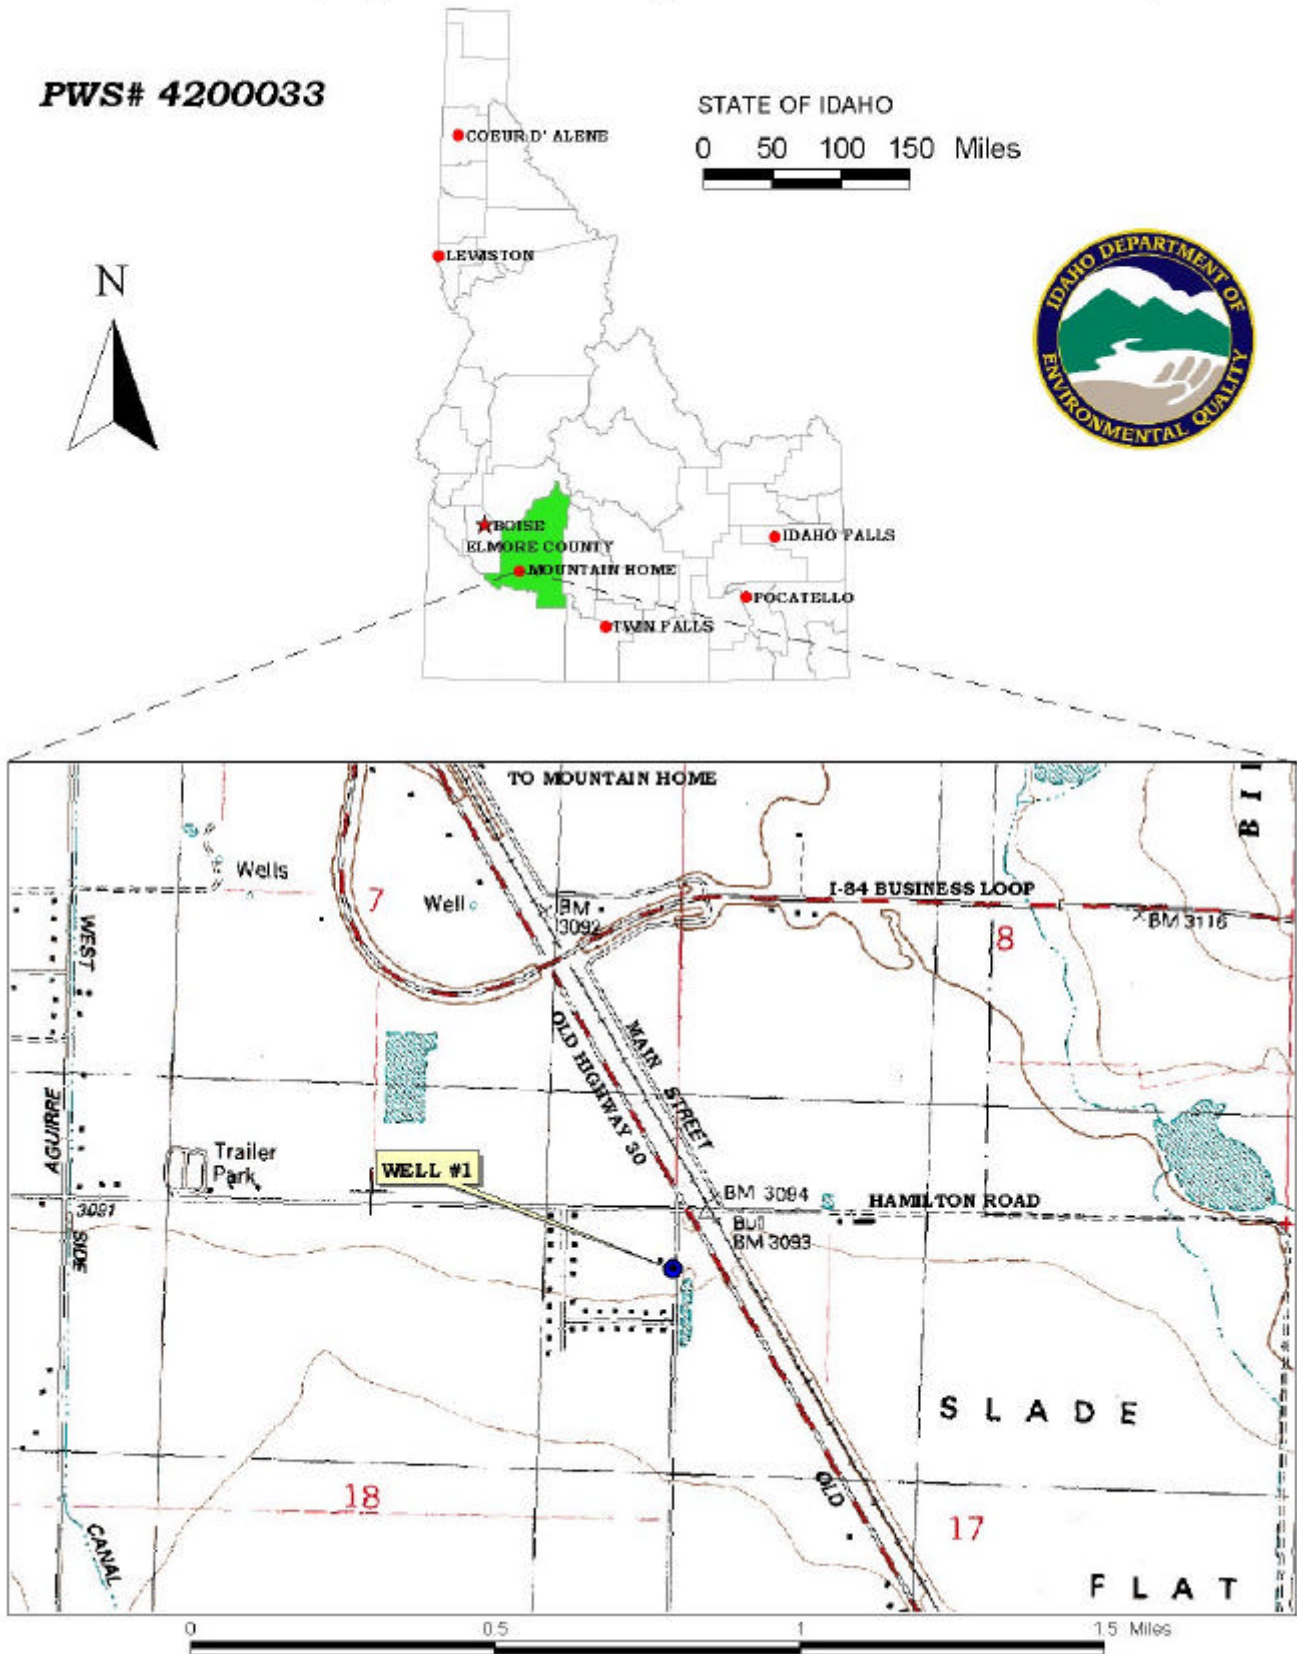 PWS# 4200033
STATE OF IDAHO
0 50 100 150 Miles
COEUR D' ALENE
LEWISTON
N
IDAHO DEPARTMENT OF
ENVIRONMENTAL QUALITY
BOISE
ELMORE COUNTY
MOUNTAIN HOME
IDAHO FALLS
POCATELLO
TWIN FALLS
TO MOUNTAIN HOME
Wells
7
Well
BM
3092
I-84 BUSINESS LOOP
BM 3116
8
WEST
OLD HIGHWAY 30
MAIN STREET
AGUIRRE
Trailer
Park
WELL #1
BM 3094
HAMILTON ROAD
3091
BM 3093
SIDE
SLADE
OLD
18
17
CANAL
FLAT
0 0.5 1 1.5 Miles